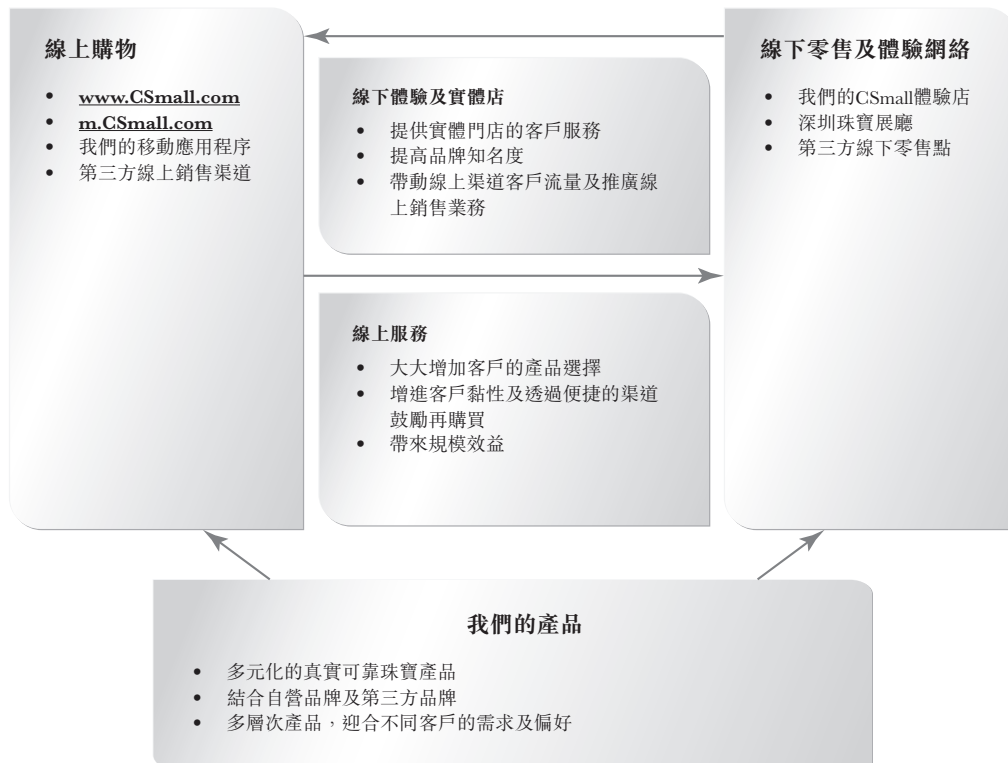 線上購物
• www.CSmall.com
• m.CSmall.com
• 我們的移動應用程序
• 第三方線上銷售渠道
線下體驗及實體店
• 提供實體門店的客戶服務
• 提高品牌知名度
• 帶動線上渠道客戶流量及推廣線
上銷售業務
線上服務
• 大大增加客戶的產品選擇
• 增進客戶黏性及透過便捷的渠道
鼓勵再購買
• 帶來規模效益
線下零售及體驗網絡
• 我們的CSmall體驗店
• 深圳珠寶展廳
• 第三方線下零售點
我們的產品
• 多元化的真實可靠珠寶產品
• 結合自營品牌及第三方品牌
• 多層次產品，迎合不同客戶的需求及偏好